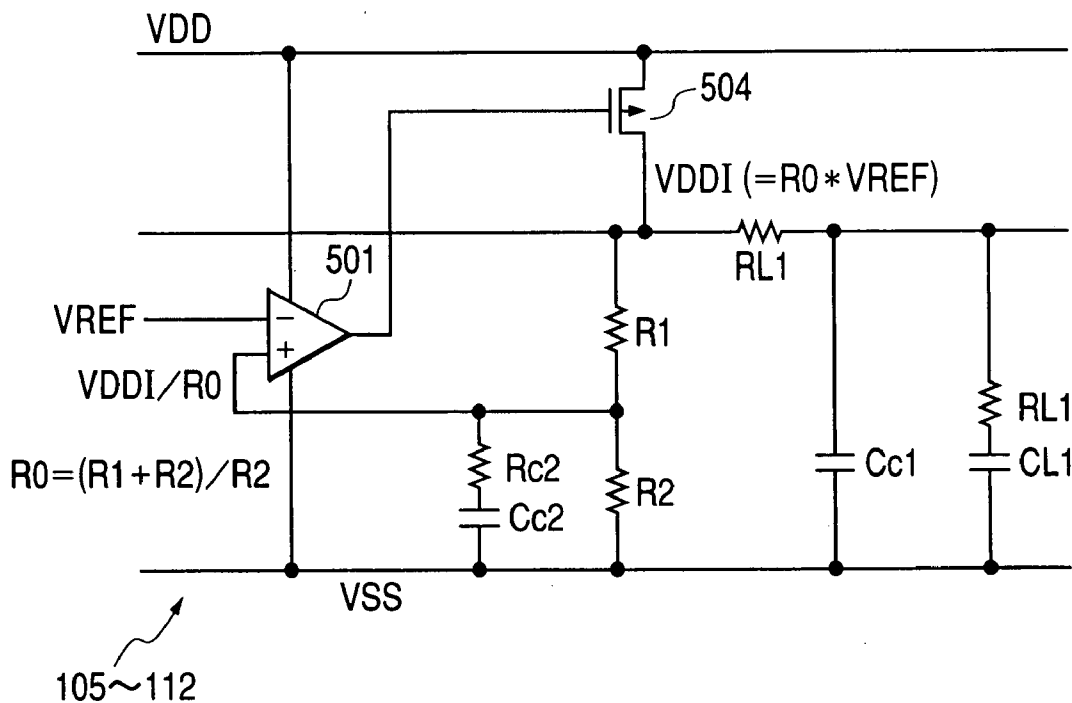 VDD
504
VDDI (=R0*VREF)
RL1
501
VREF
−
+
R1
VDDI/R0
RL1
R0=(R1+R2)/R2
Rc2
R2
Cc1
CL1
Cc2
VSS
105~112